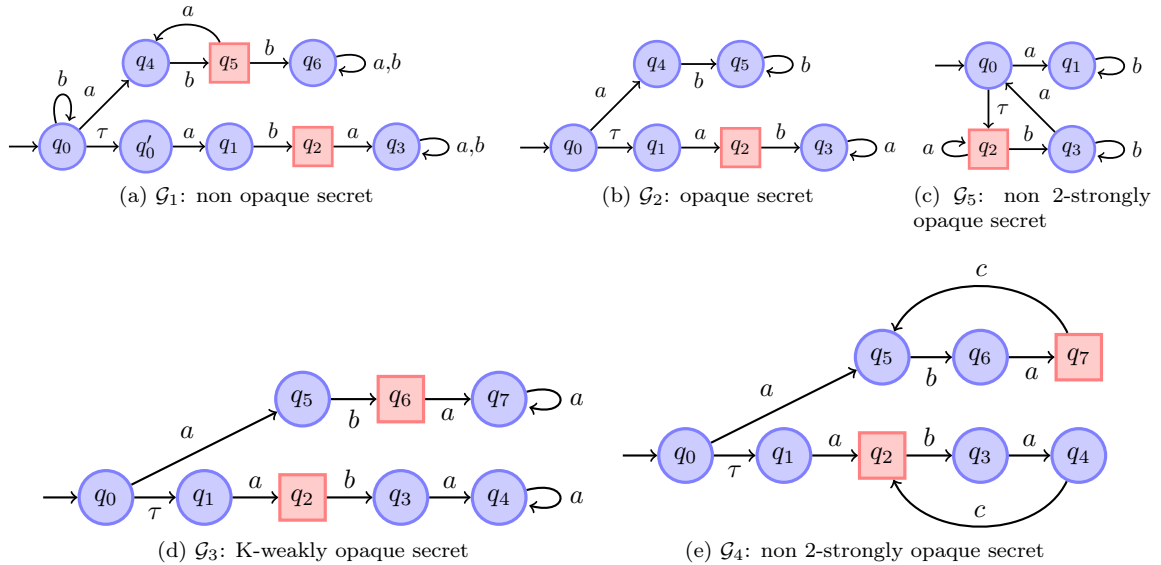 a
q4 b q5 b q6 a,b
b a
q0 τ q′0 a q1 b q2 a q3 a,b
(a) 𝒢1: non opaque secret
q4 b q5 b
a
q0 τ q1 a q2 b q3 a
(b) 𝒢2: opaque secret
q0 a q1 b
τ a
a q2 b q3 b
(c) 𝒢5: non 2-strongly
opaque secret
q5 b q6 a q7 a
a
q0 τ q1 a q2 b q3 a q4 a
(d) 𝒢3: K-weakly opaque secret
c
q5 b q6 a q7
a
q0 τ q1 a q2 b q3 a q4
c
(e) 𝒢4: non 2-strongly opaque secret